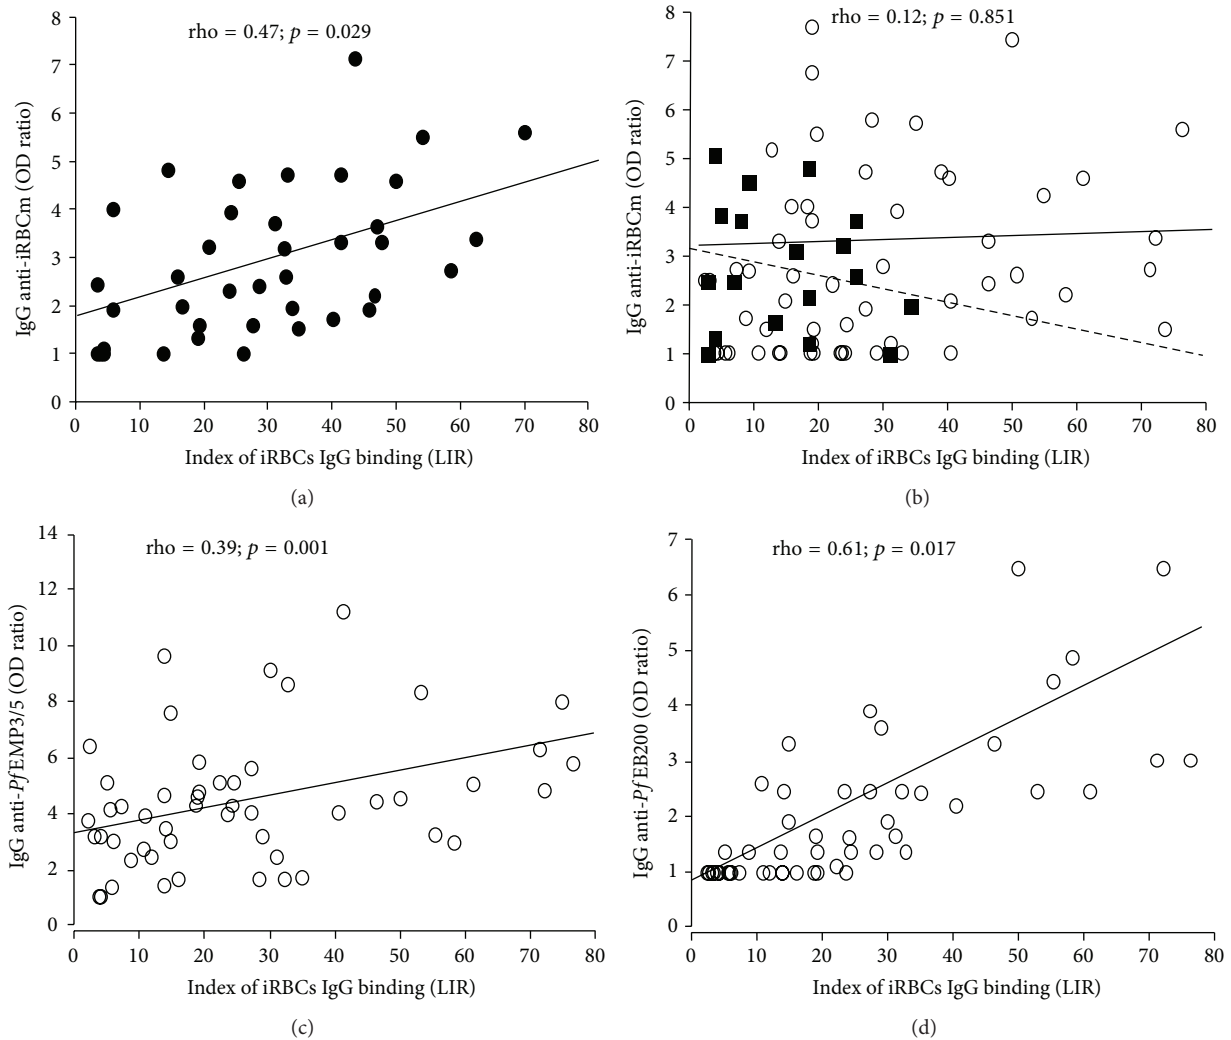 rho = 0.47; p = 0.029
IgG anti-iRBCm (OD ratio)
8
7
6
5
4
3
2
1
0
0 10 20 30 40 50 60 70 80
Index of iRBCs IgG binding (LIR)
(a)
rho = 0.12; p = 0.851
IgG anti-iRBCm (OD ratio)
8
7
6
5
4
3
2
1
0
0 10 20 30 40 50 60 70 80
Index of iRBCs IgG binding (LIR)
(b)
rho = 0.39; p = 0.001
IgG anti-PfEMP3/5 (OD ratio)
14
12
10
8
6
4
2
0
0 10 20 30 40 50 60 70 80
Index of iRBCs IgG binding (LIR)
(c)
rho = 0.61; p = 0.017
IgG anti-PfEB200 (OD ratio)
7
6
5
4
3
2
1
0
0 10 20 30 40 50 60 70 80
Index of iRBCs IgG binding (LIR)
(d)